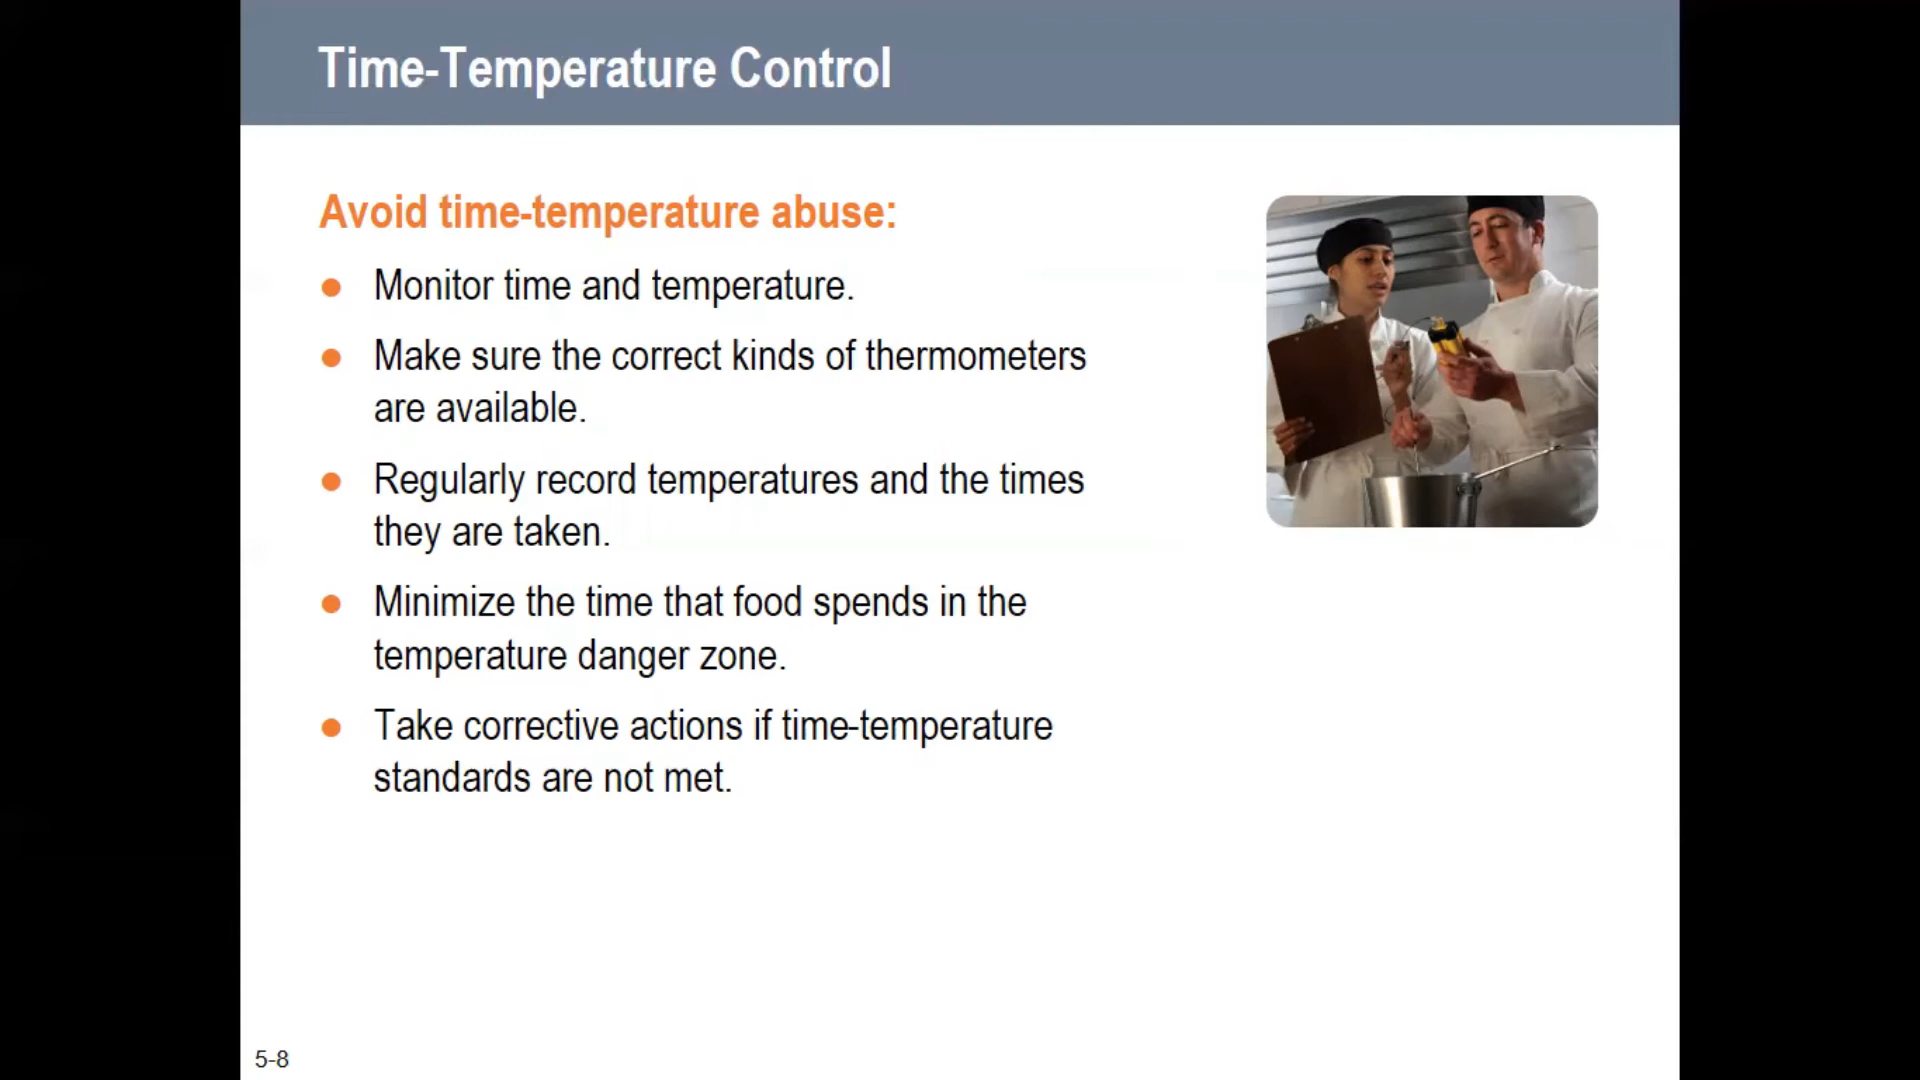 Time-Temperature Control
Avoid time-temperature abuse:
● Monitor time and temperature.
● Make sure the correct kinds of thermometers
are available.
● Regularly record temperatures and the times
they are taken.
● Minimize the time that food spends in the
temperature danger zone.
● Take corrective actions if time-temperature
standards are not met.
5-8